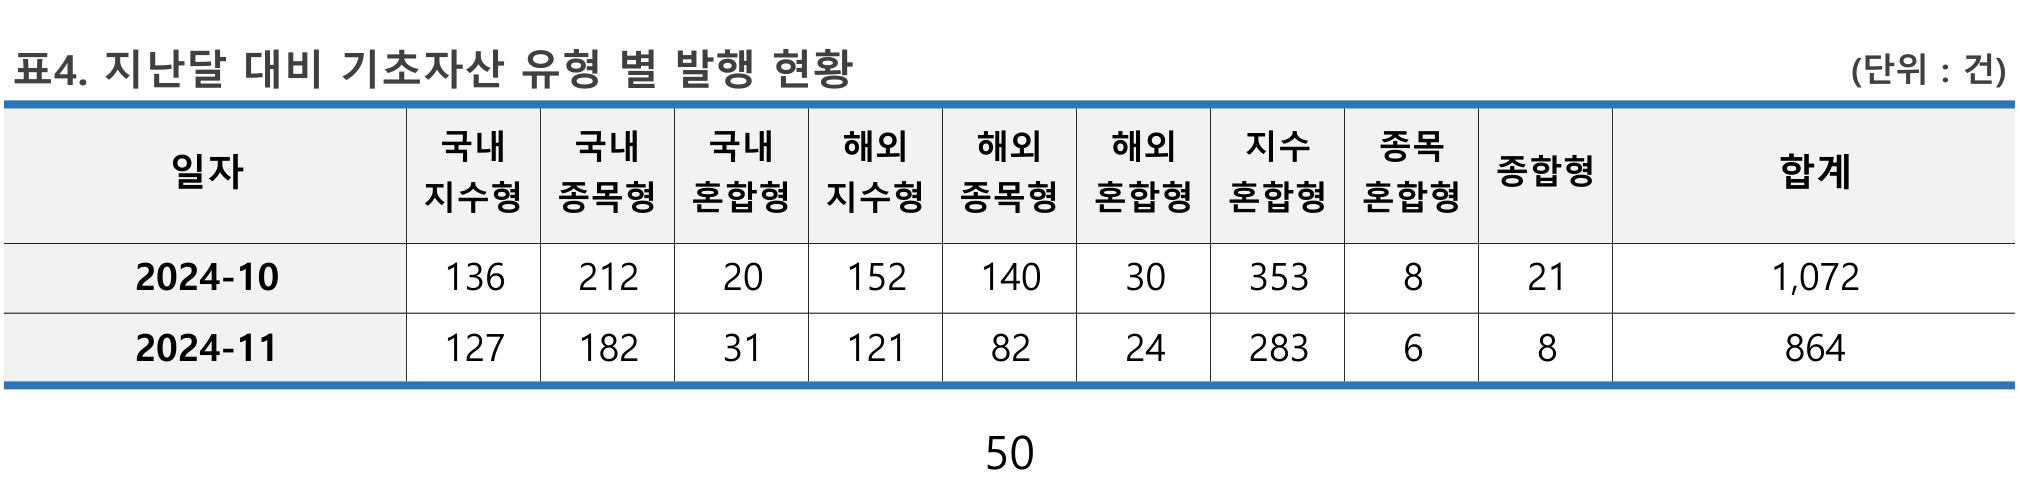 표4. 지난달 대비 기초자산 유형 별 발행 현황 (단위 : 건)
일자 국내 지수형 국내 종목형 국내 혼합형 해외 지수형 해외 종목형 해외 혼합형 지수 혼합형 종목 혼합형 종합형 합계
2024-10 136 212 20 152 140 30 353 8 21 1,072
2024-11 127 182 31 121 82 24 283 6 8 864
50